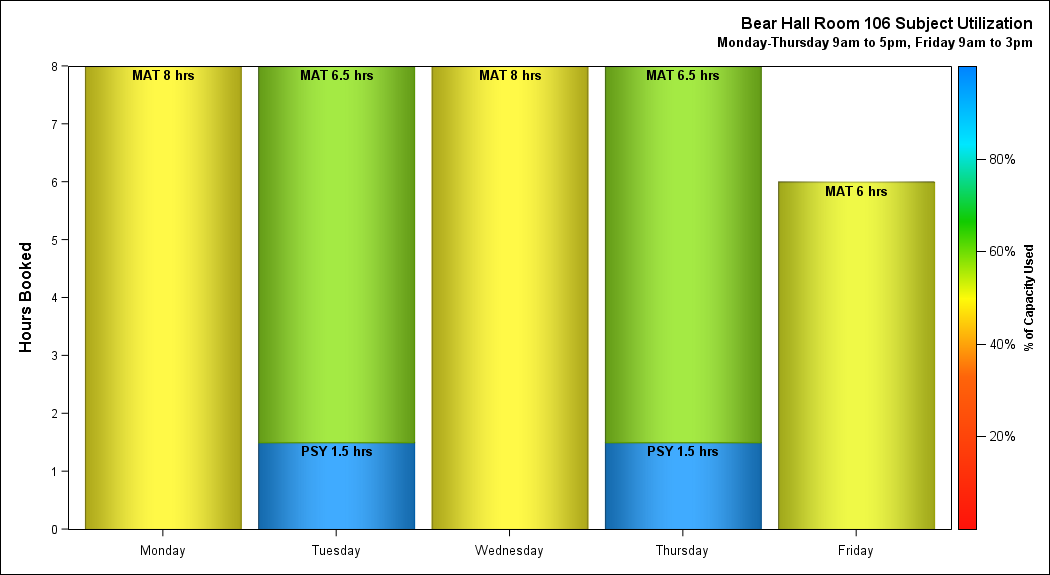 Bear Hall Room 106 Subject Utilization
Monday-Thursday 9am to 5pm, Friday 9am to 3pm
Hours Booked
8
7
6
5
4
3
2
1
0
MAT 8 hrs
MAT 6.5 hrs
MAT 8 hrs
MAT 6.5 hrs
MAT 6 hrs
PSY 1.5 hrs
PSY 1.5 hrs
Monday
Tuesday
Wednesday
Thursday
Friday
80%
60%
40%
20%
% of Capacity Used